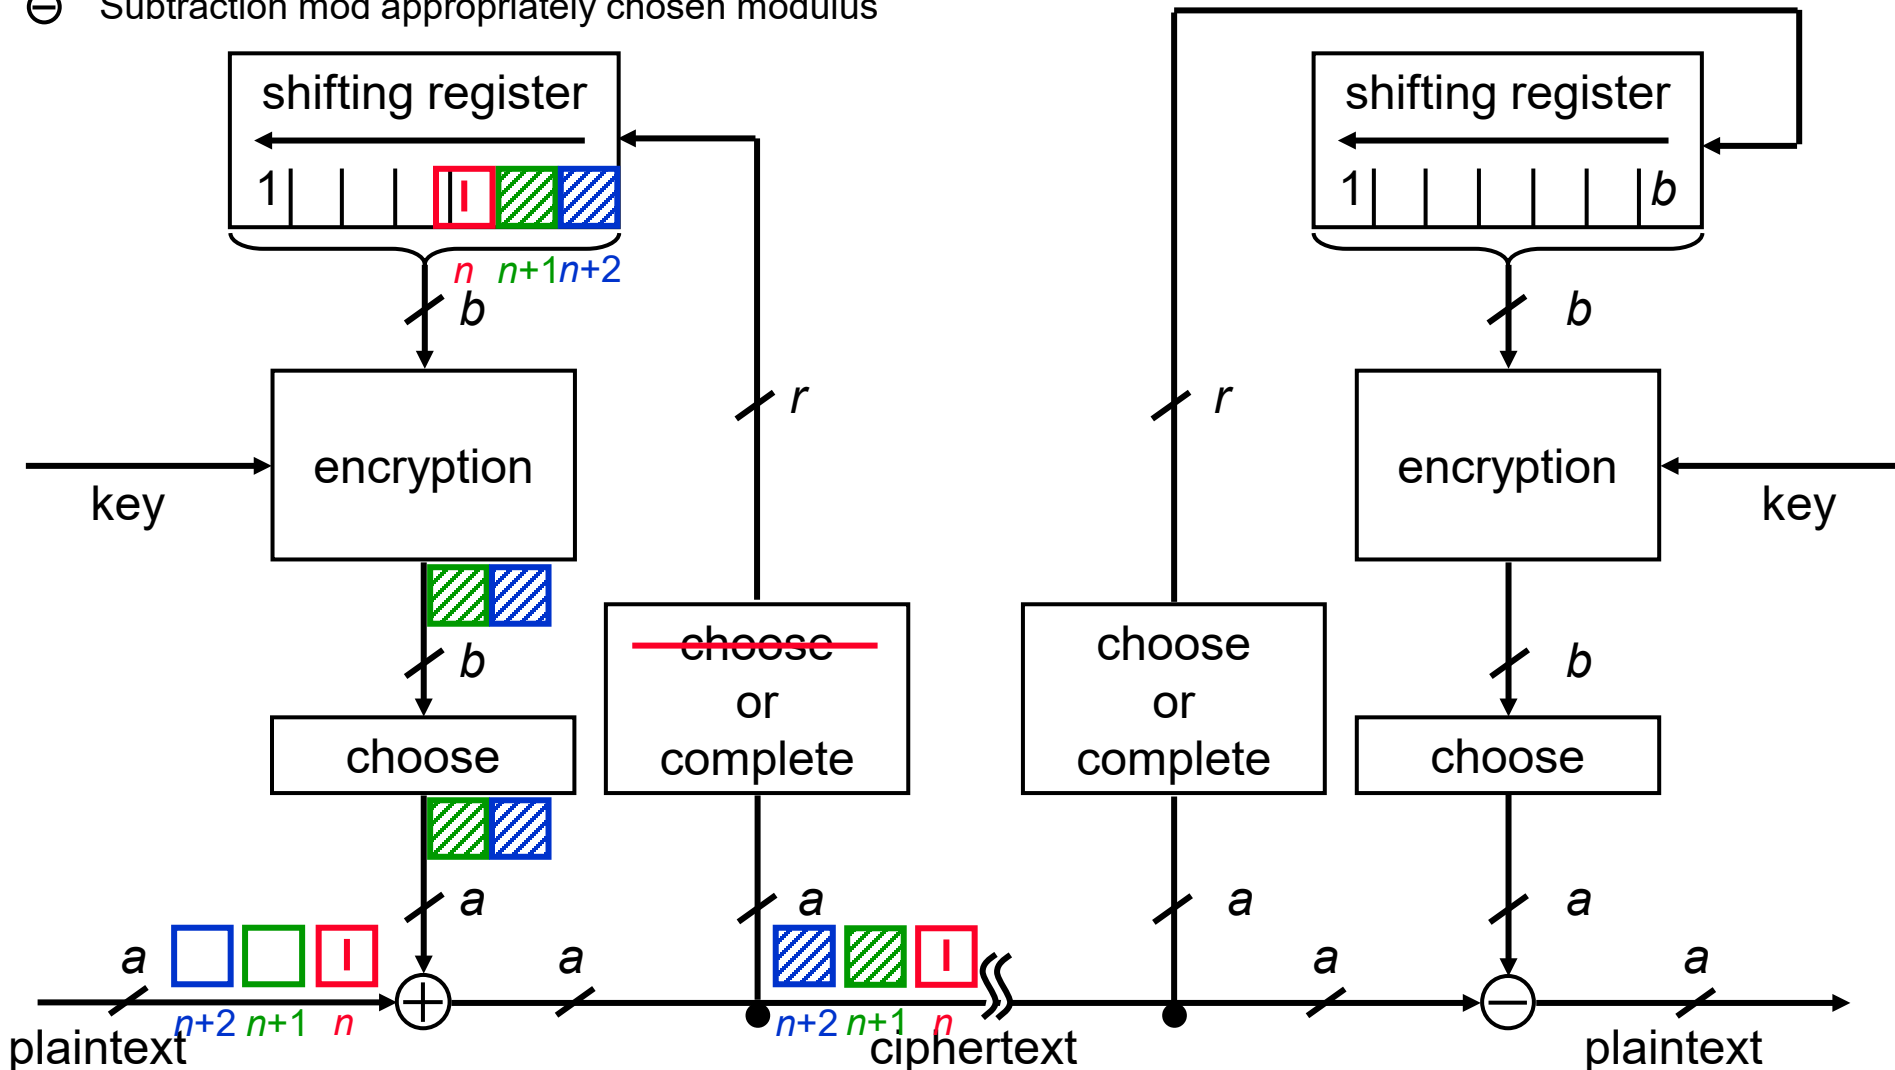 ⊖ Subtraction mod appropriately chosen modulus
shifting register
1
n n+1 n+2
b
encryption
key
b
choose
a
a
n+2 n+1 n
plaintext
a
r
choose
or
complete
a
n+2 n+1 n
ciphertext
shifting register
1 b
b
r
encryption
key
choose
or
complete
b
choose
a
a
a
a
plaintext